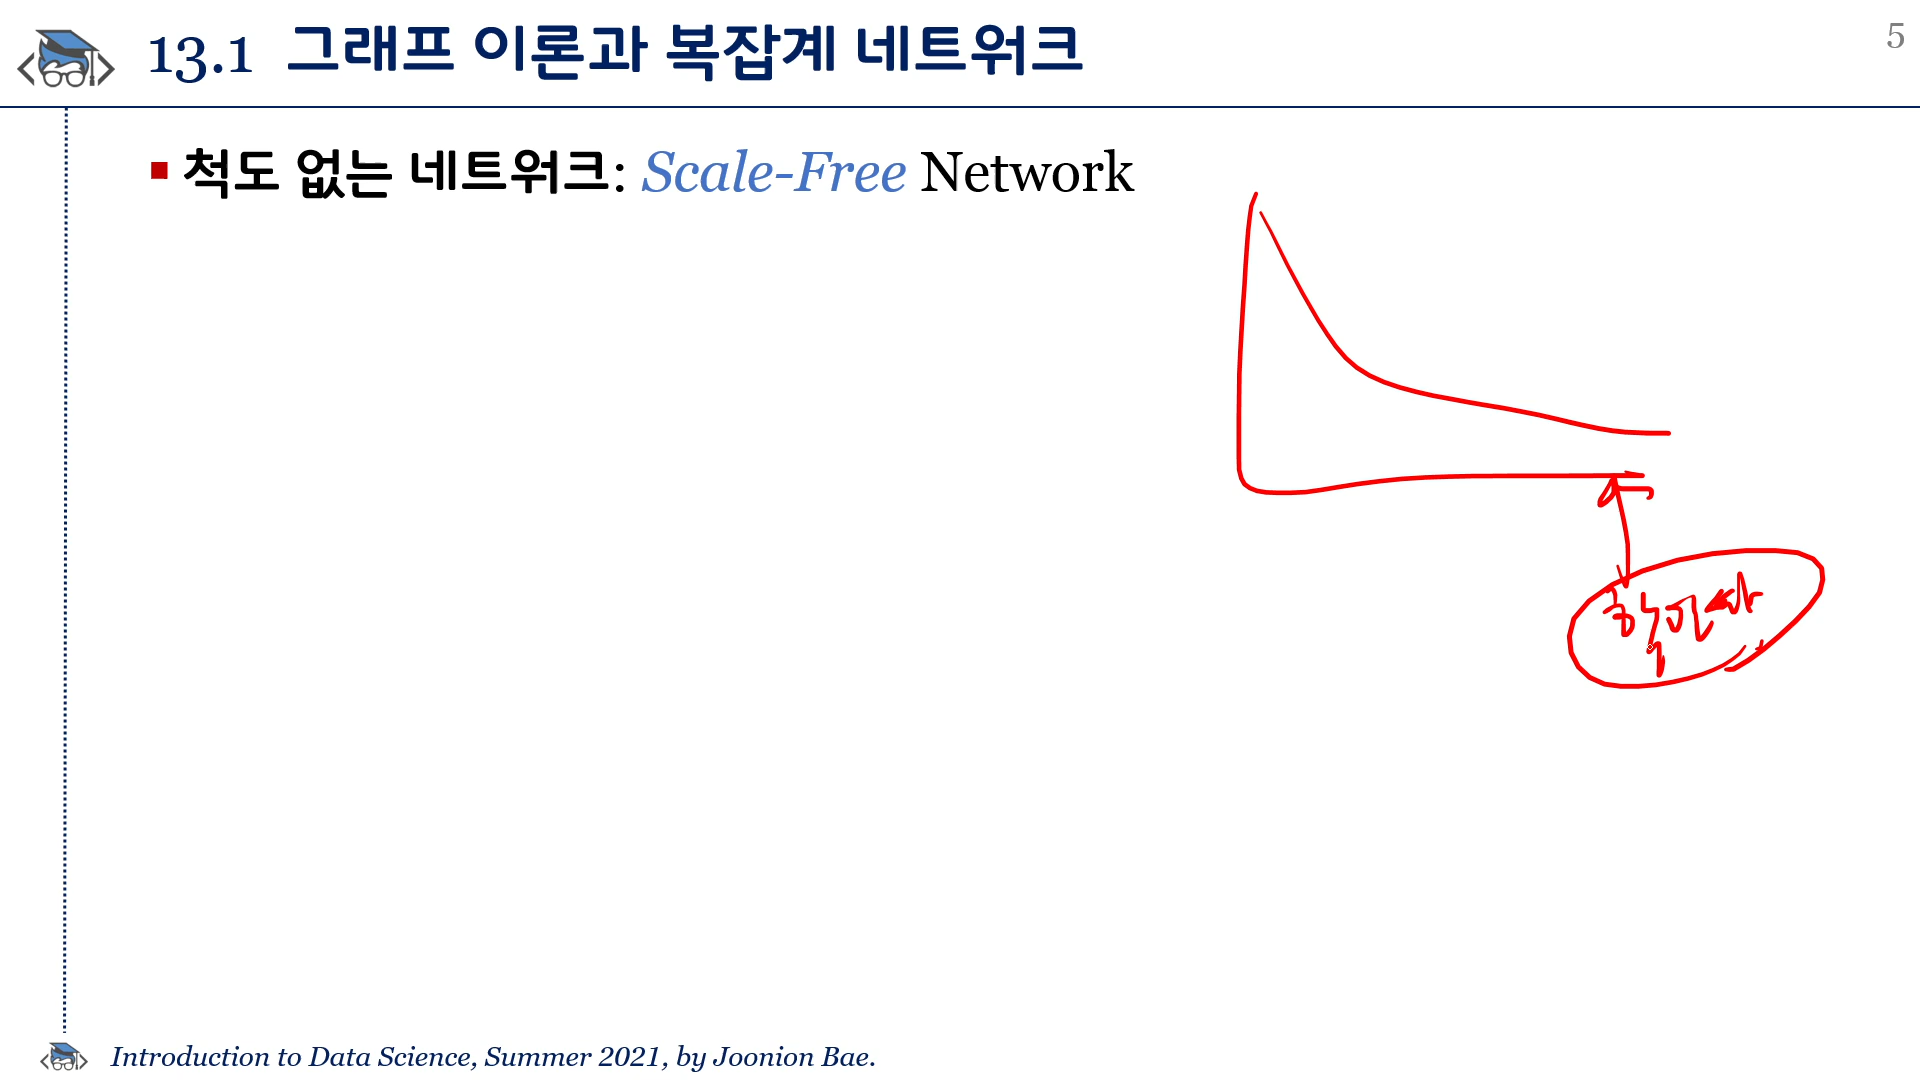 13.1 그래프 이론과 복잡계 네트워크
5
척도 없는 네트워크: Scale-Free Network
Introduction to Data Science, Summer 2021, by Joonion Bae.